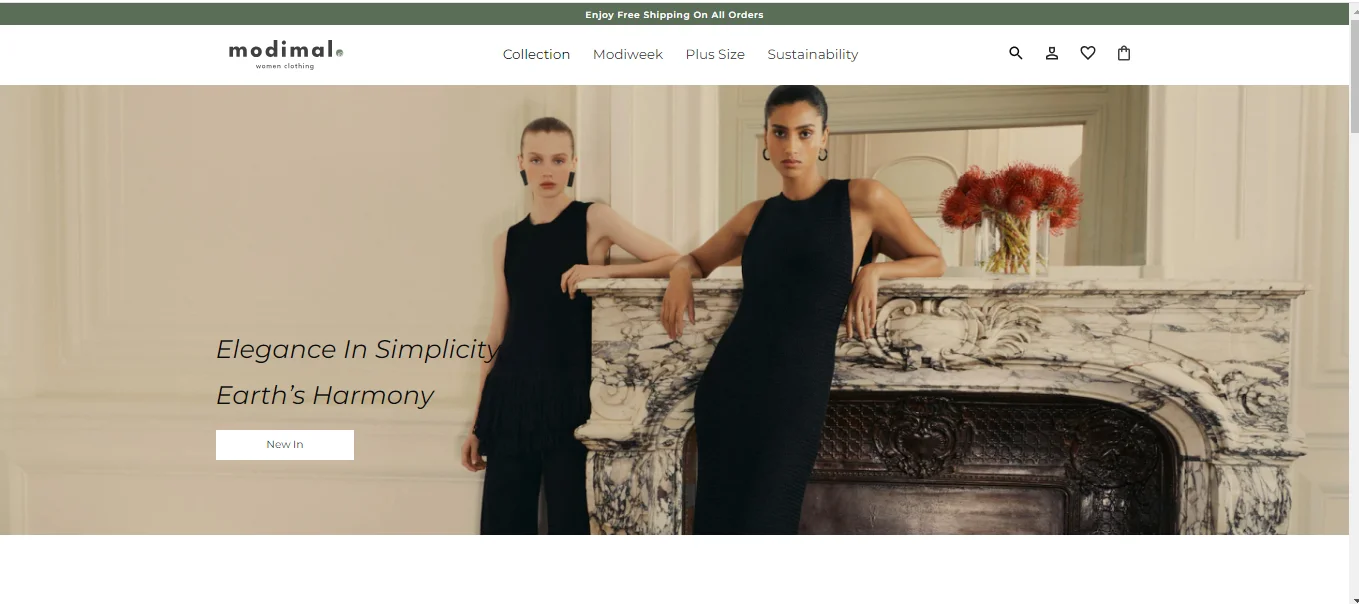 Enjoy Free Shipping On All Orders
modimal.
women clothing
Collection Modiweek Plus Size Sustainability
Elegance In Simplicity
Earth’s Harmony
New In